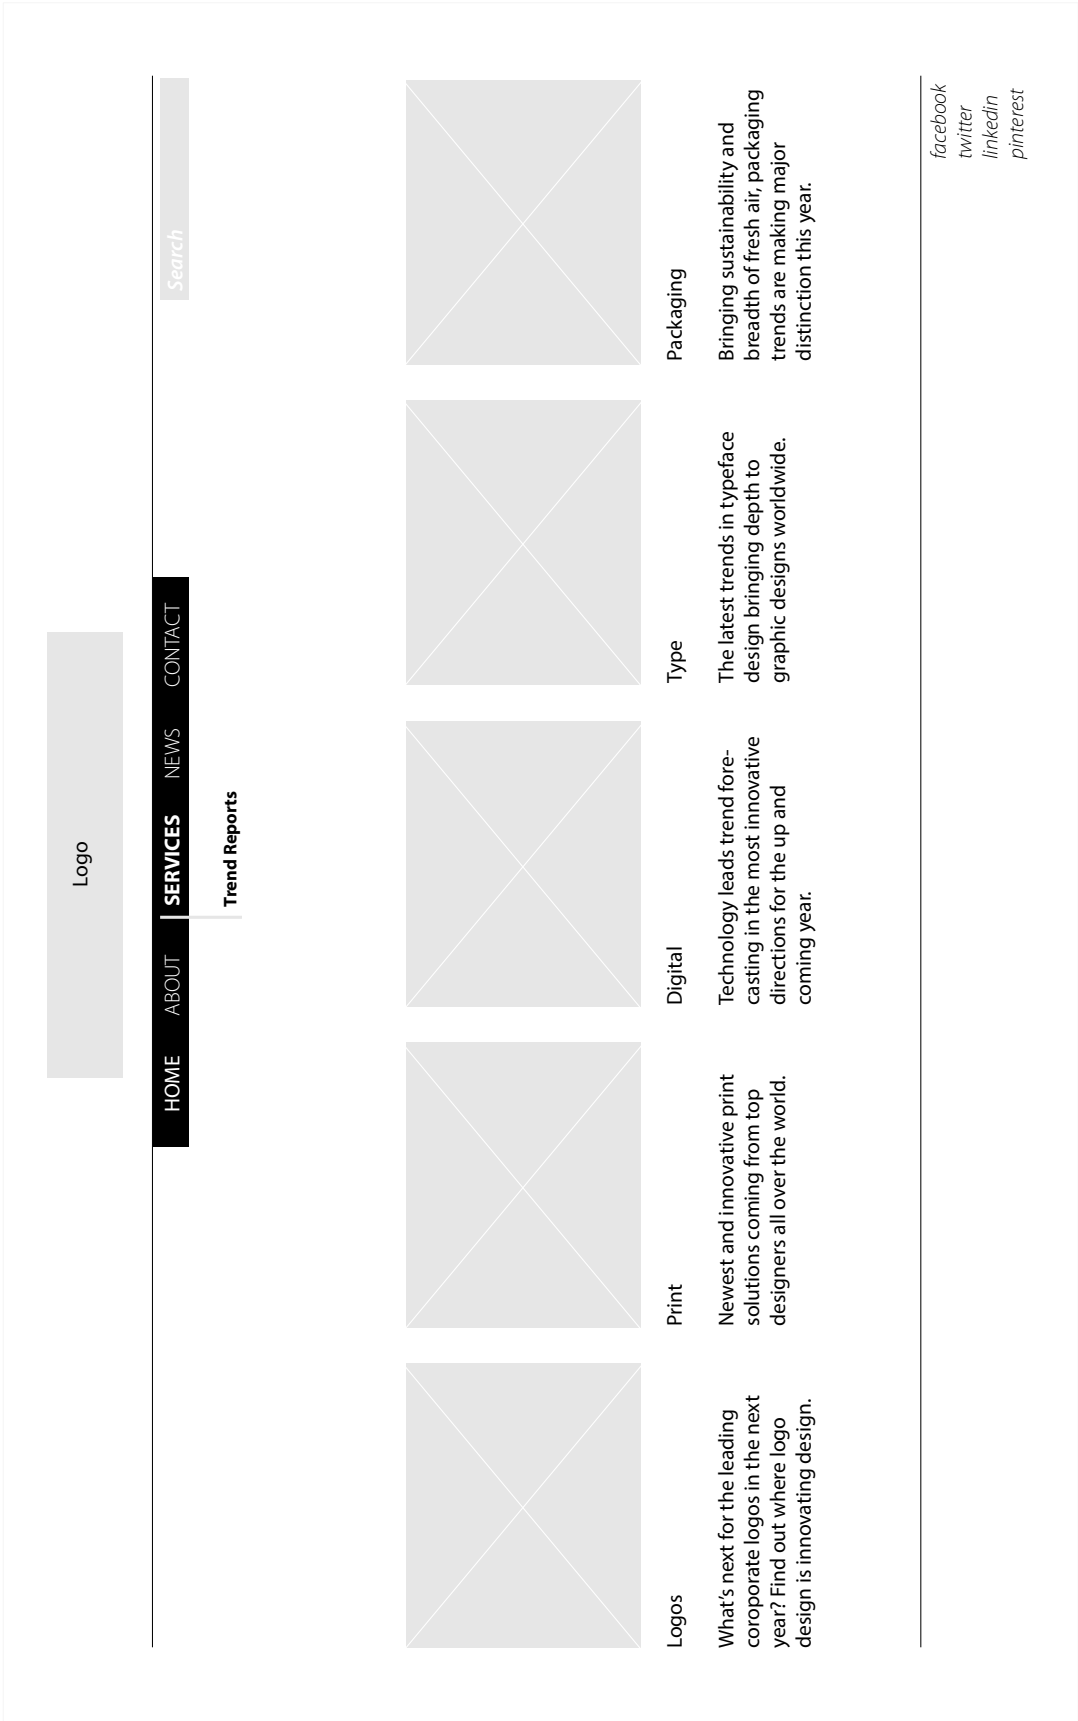 Logo
HOME ABOUT SERVICES NEWS CONTACT
Search
Trend Reports
Logos
What’s next for the leading
coroporate logos in the next
year? Find out where logo
design is innovating design.
Print
Newest and innovative print
solutions coming from top
designers all over the world.
Digital
Technology leads trend fore-
casting in the most innovative
directions for the up and
coming year.
Type
The latest trends in typeface
design bringing depth to
graphic designs worldwide.
Packaging
Bringing sustainability and
breadth of fresh air, packaging
trends are making major
distinction this year.
facebook
twitter
linkedin
pinterest